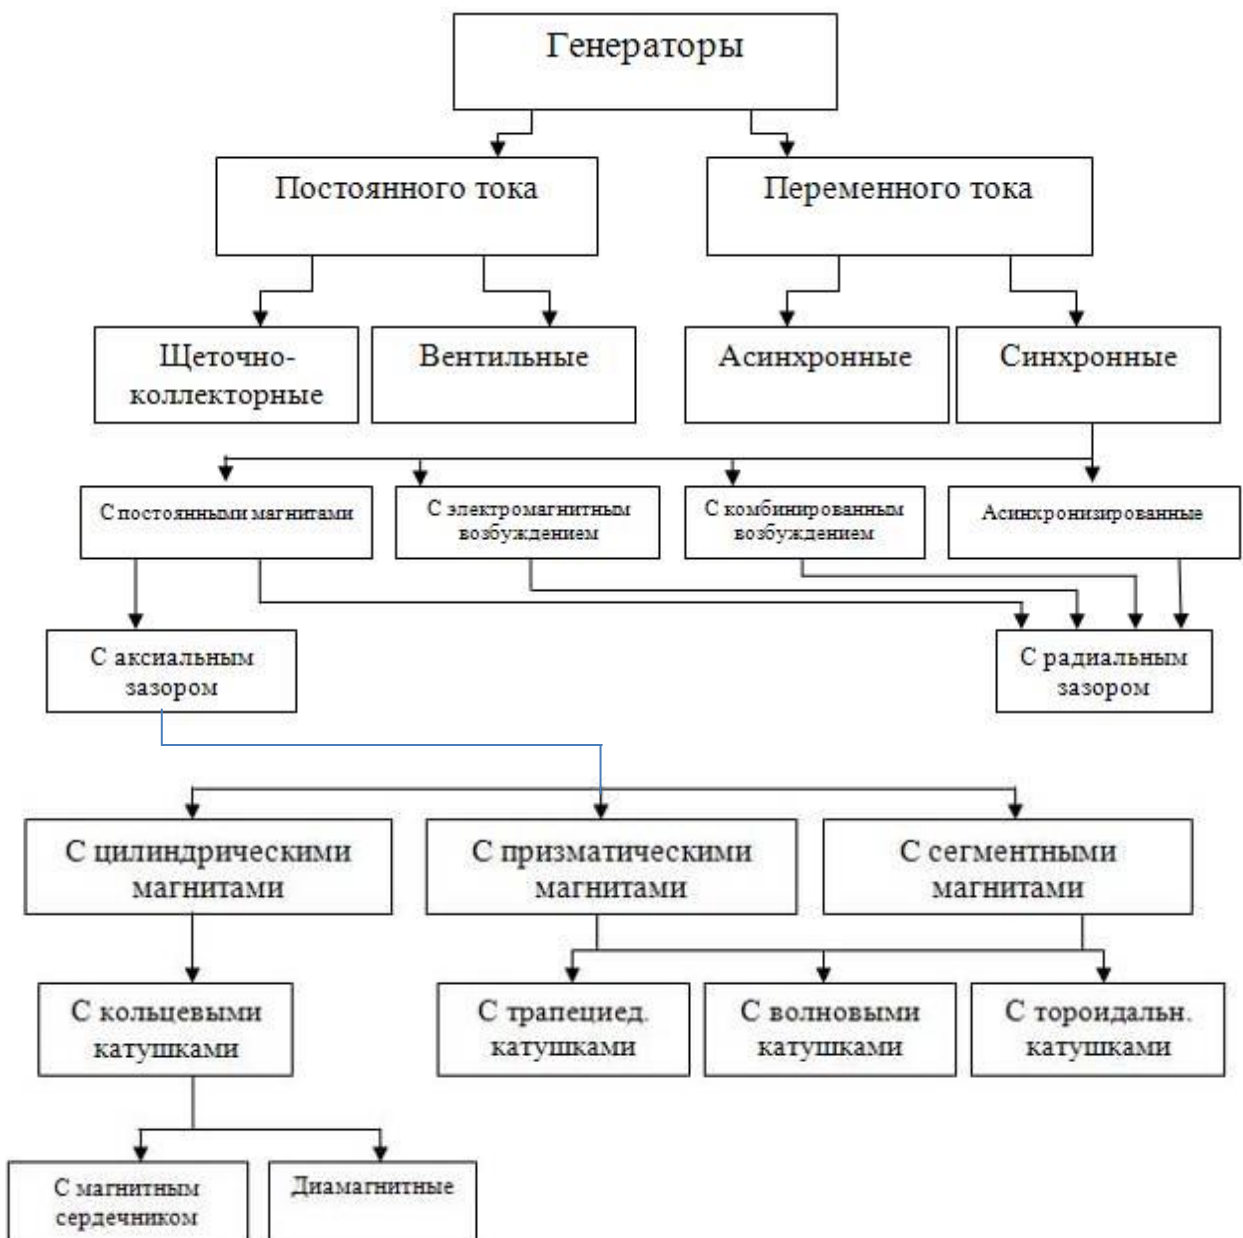 Генераторы
Постоянного тока
Переменного тока
Щеточно-
коллекторные
Вентильные
Асинхронные
Синхронные
С постоянными магнитами
С электромагнитным
возбуждением
С комбинированным
возбуждением
Асинхронизированные
С аксиальным
зазором
С радиальным
зазором
С цилиндрическими
магнитами
С призматическими
магнитами
С сегментными
магнитами
С кольцевыми
катушками
С трапециед.
катушками
С волновыми
катушками
С тороидальн.
катушками
С магнитным
сердечником
Диамагнитные